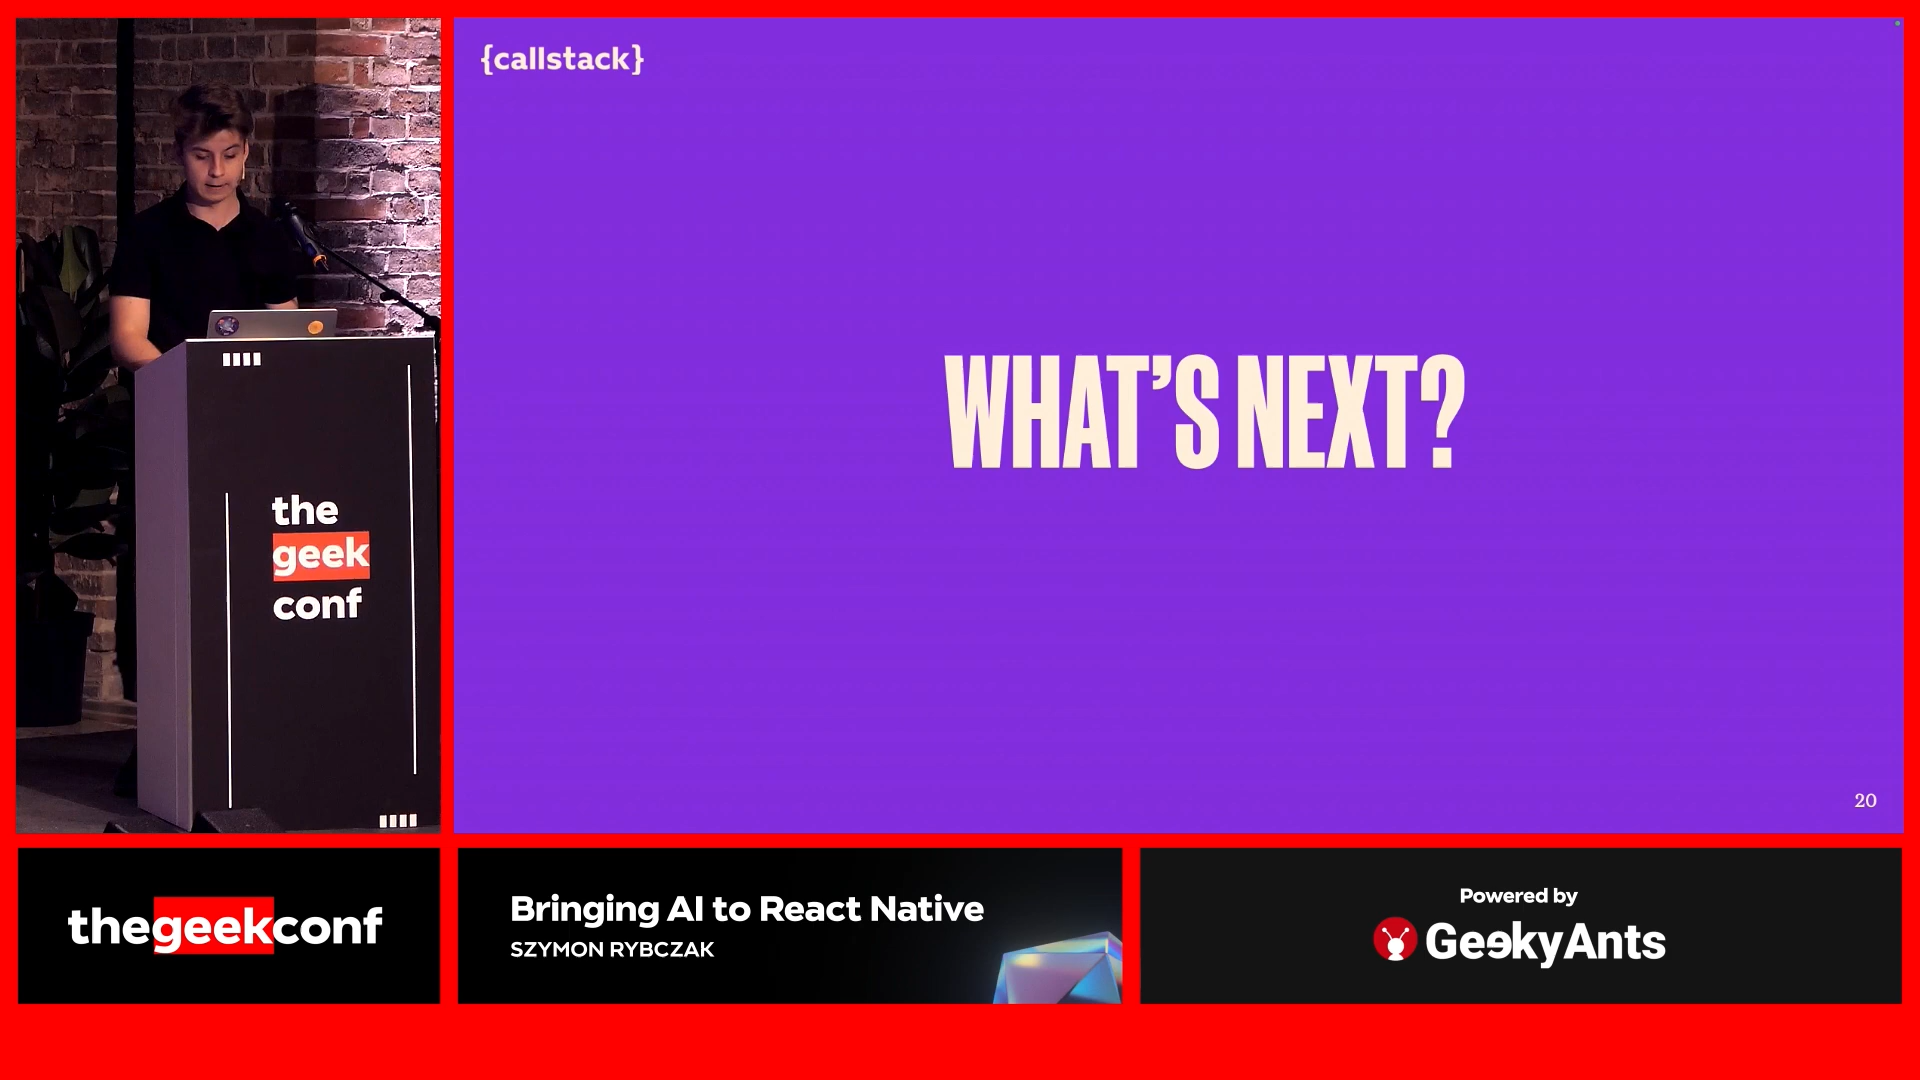 {callstack}
WHAT’S NEXT?
20
the
geek
conf
thegeekconf
Bringing AI to React Native
SZYMON RYBCZAK
Powered by
GeekyAnts